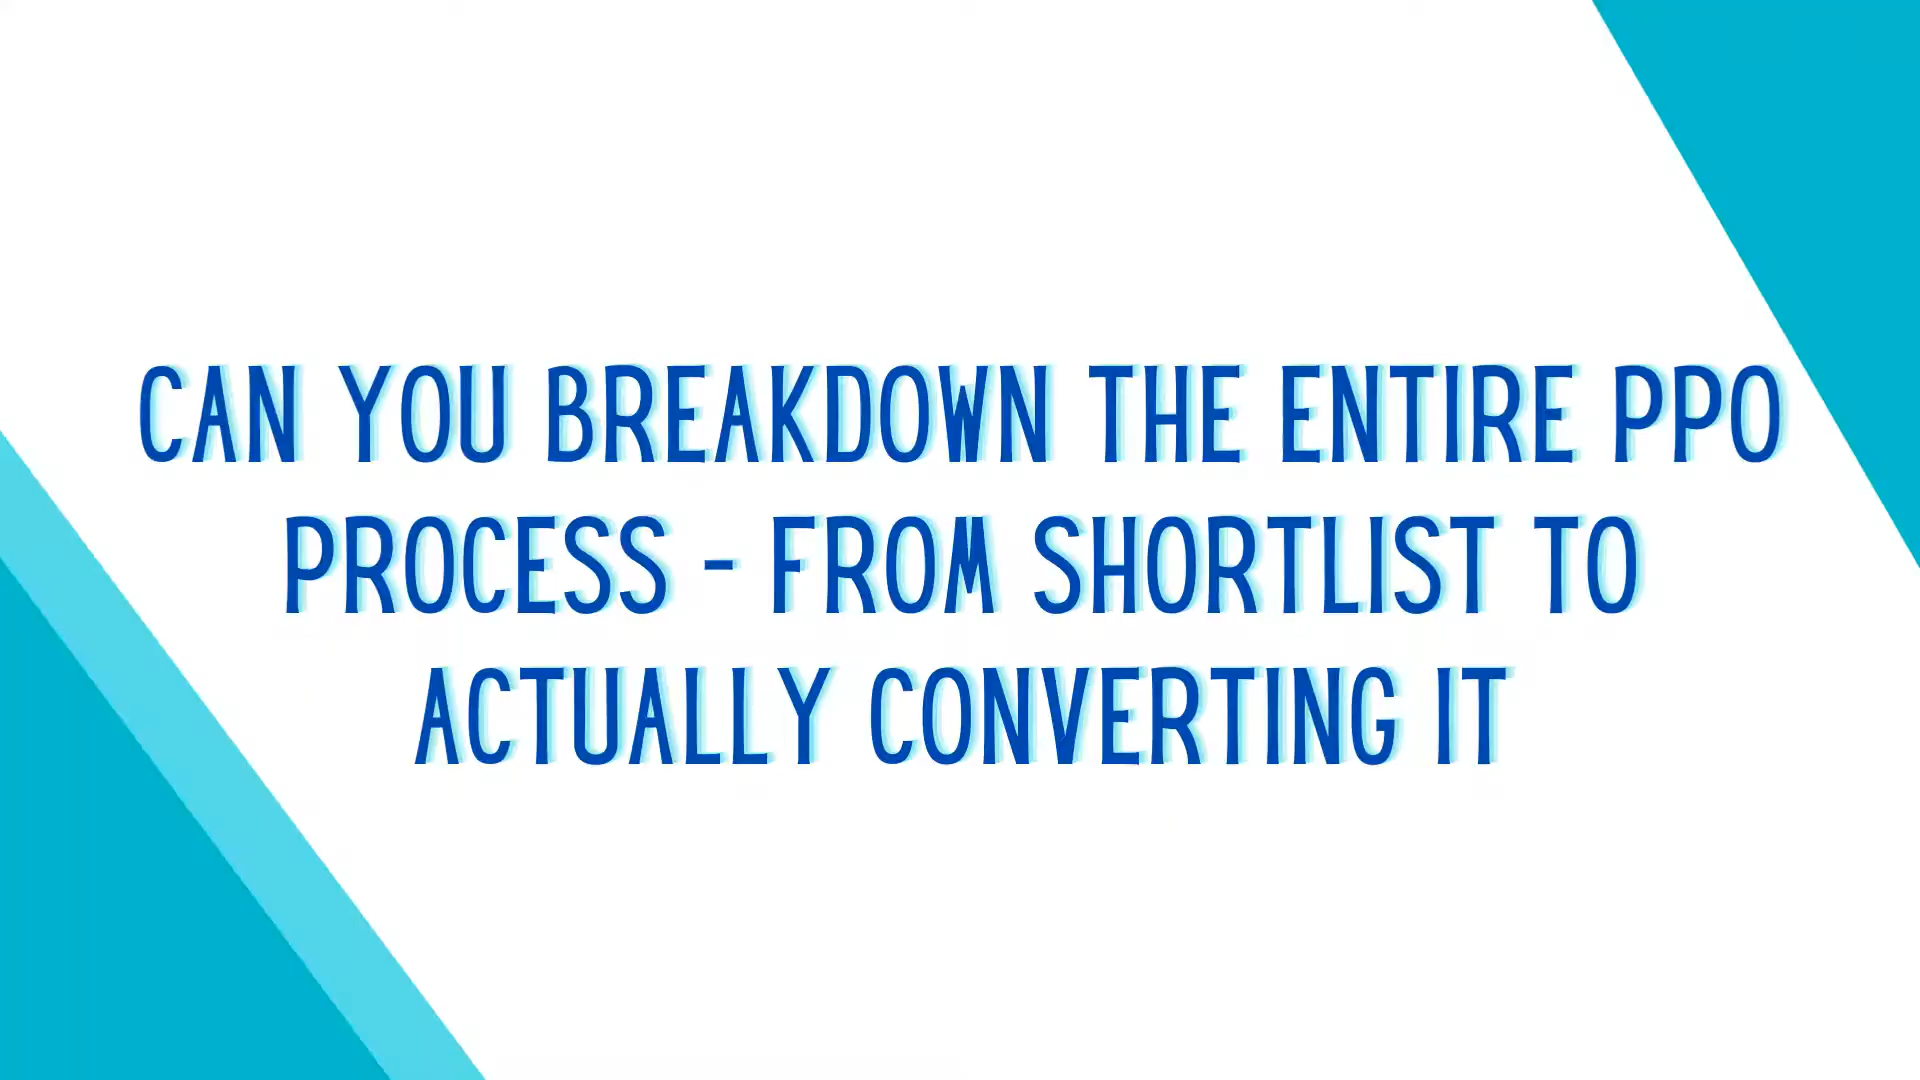 CAN YOU BREAKDOWN THE ENTIRE PPO
PROCESS - FROM SHORTLIST TO
ACTUALLY CONVERTING IT